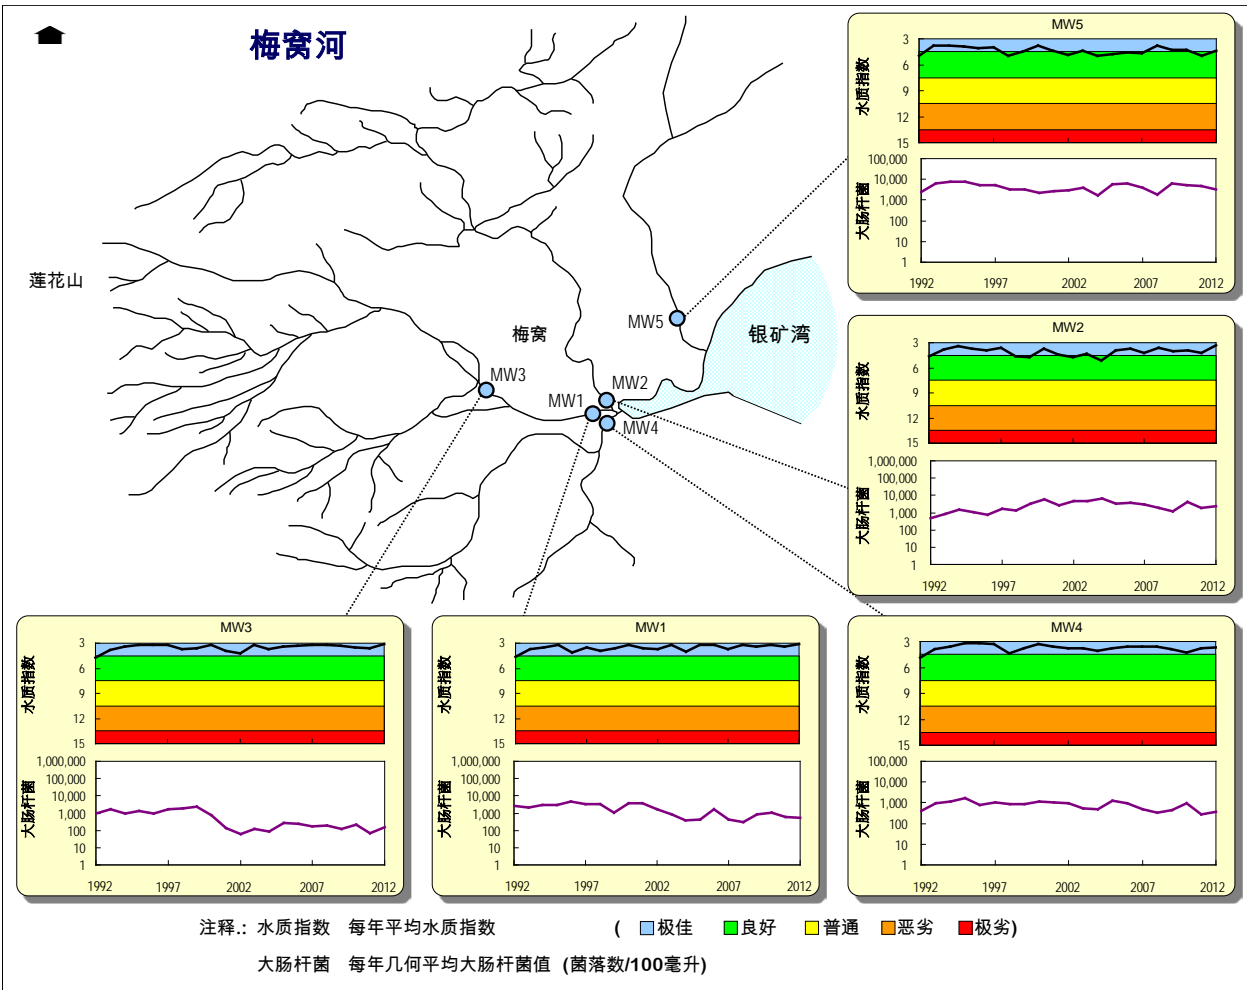 梅窝河
莲花山
梅窝
银矿湾
MW5
MW3
MW2
MW1
MW4
MW5
水质指数
3
6
9
12
15
大肠杆菌
100,000
10,000
1,000
100
10
1
1992 1997 2002 2007 2012
MW2
水质指数
3
6
9
12
15
大肠杆菌
1,000,000
100,000
10,000
1,000
100
10
1
1992 1997 2002 2007 2012
MW3
水质指数
3
6
9
12
15
大肠杆菌
1,000,000
100,000
10,000
1,000
100
10
1
1992 1997 2002 2007 2012
MW1
水质指数
3
6
9
12
15
大肠杆菌
1,000,000
100,000
10,000
1,000
100
10
1
1992 1997 2002 2007 2012
MW4
水质指数
3
6
9
12
15
大肠杆菌
100,000
10,000
1,000
100
10
1
1992 1997 2002 2007 2012
注释.: 水质指数 每年平均水质指数 ( 极佳 良好 普通 恶劣 极劣)
大肠杆菌 每年几何平均大肠杆菌值 (菌落数/100毫升)